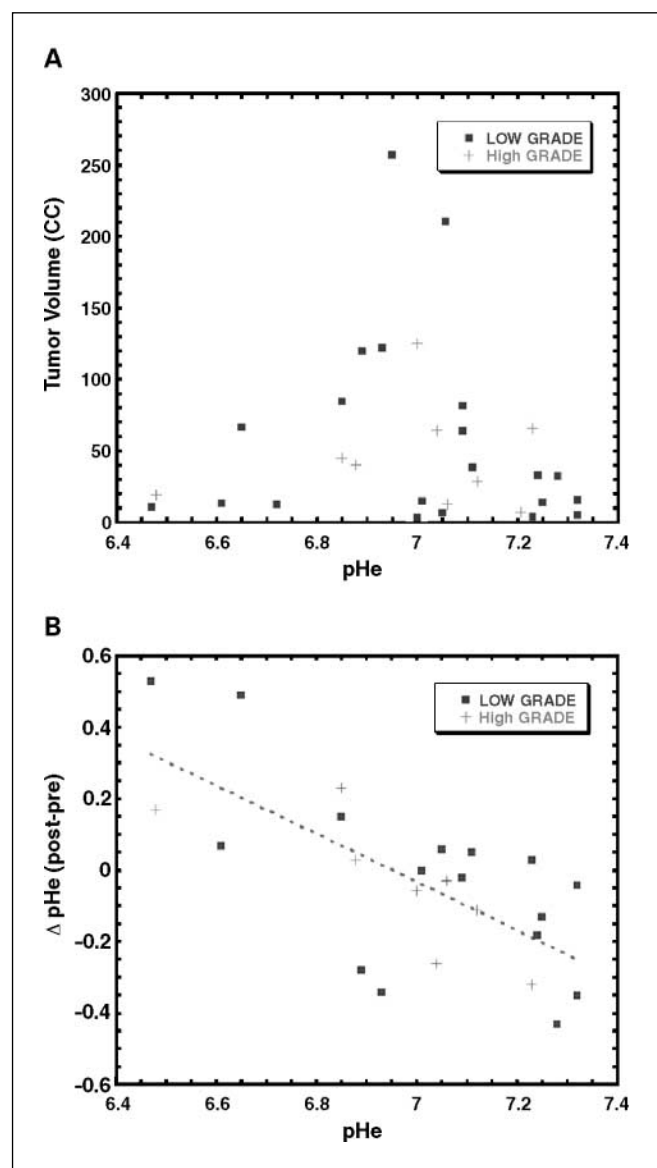 A
300
250
200
150
100
50
0
Tumor Volume (CC)
LOW GRADE
High GRADE
6.4 6.6 6.8 7 7.2 7.4
pHe
B
0.6
0.4
0.2
0
-0.2
-0.4
-0.6
Δ pHe (post-pre)
LOW GRADE
High GRADE
6.4 6.6 6.8 7 7.2 7.4
pHe